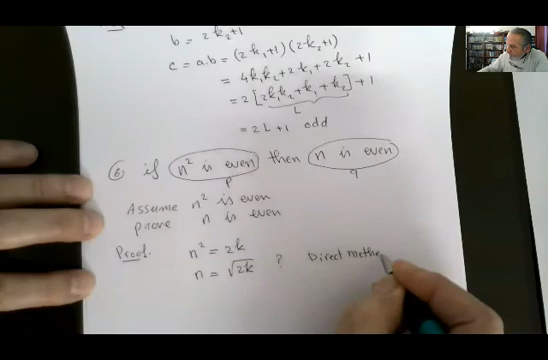 b = 2k₂+1
c = a.b = (2k₁+1)(2k₂+1)
= 4k₁k₂+2k₁+2k₂+1
= 2[2k₁k₂+k₁+k₂]+1
L
= 2L+1 odd
⑥ if n² is even then n is even
p q
Assume n² is even
prove n is even
Proof. n² = 2k
n = √2k ? Direct Metho